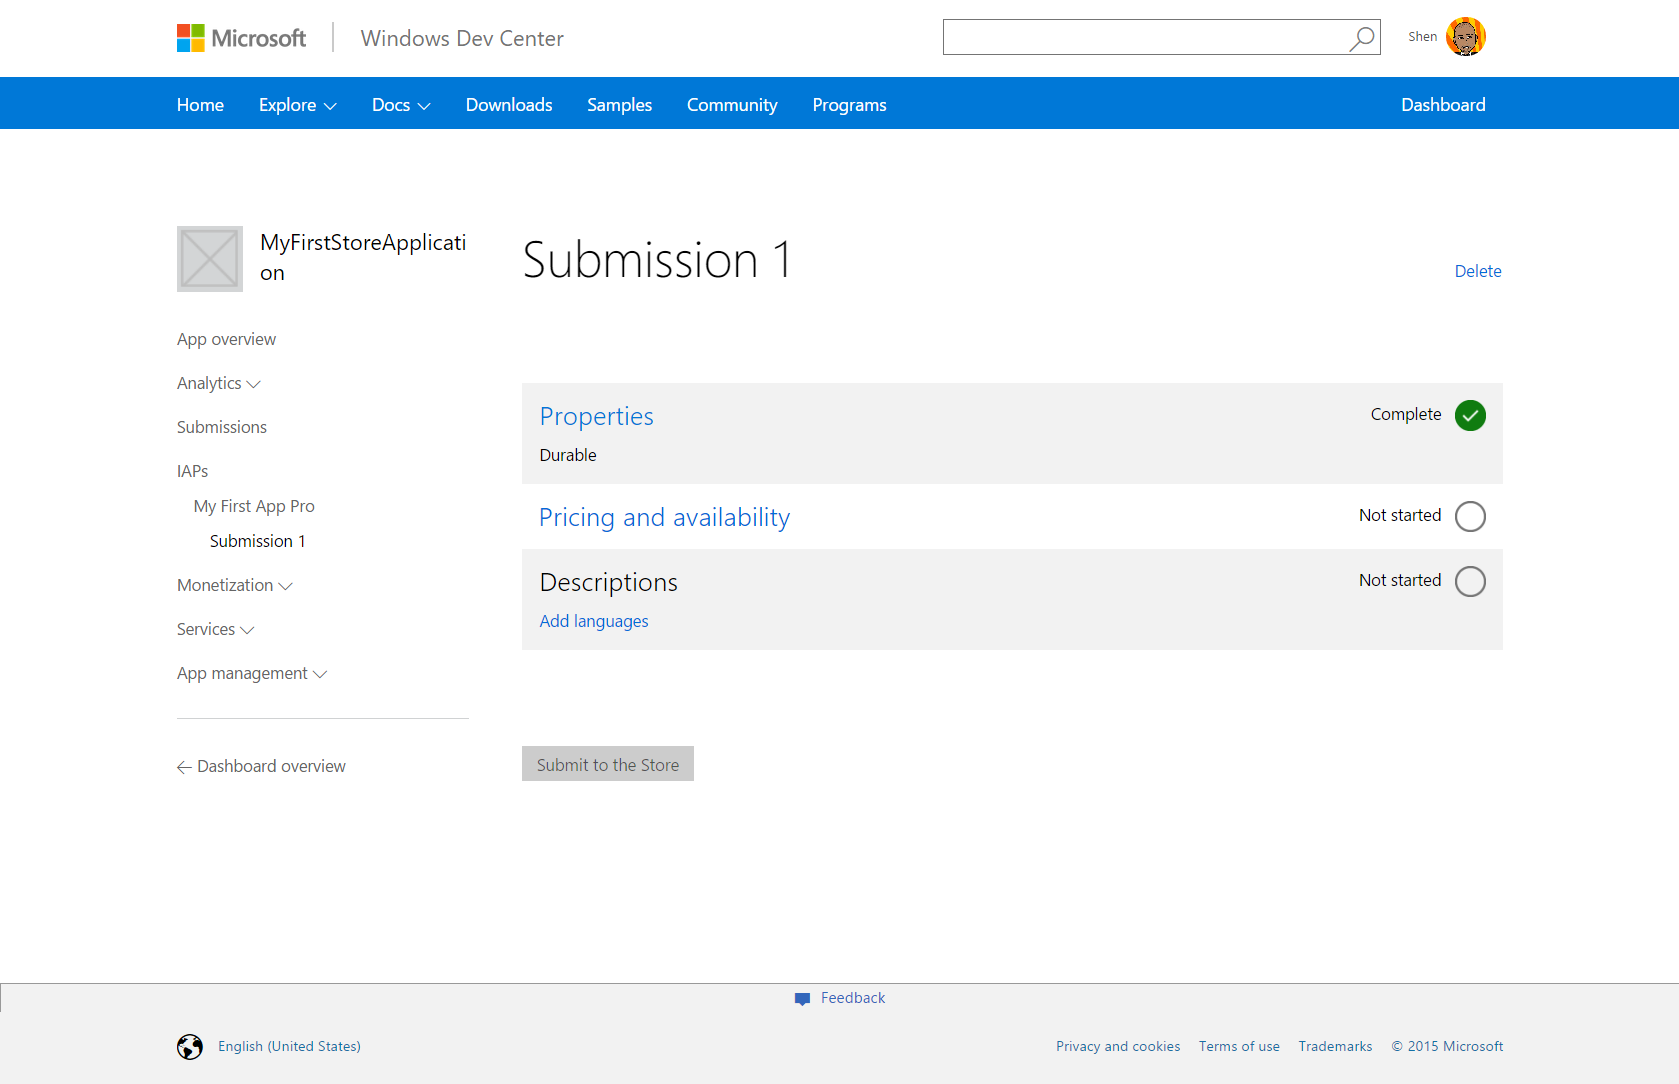 Microsoft
Windows Dev Center
Shen
Home Explore Docs Downloads Samples Community Programs Dashboard
MyFirstStoreApplicati
on
App overview
Analytics
Submissions
IAPs
My First App Pro
Submission 1
Monetization
Services
App management
Dashboard overview
Submission 1
Delete
Properties
Complete
Durable
Pricing and availability
Not started
Descriptions
Not started
Add languages
Submit to the Store
Feedback
English (United States)
Privacy and cookies Terms of use Trademarks © 2015 Microsoft